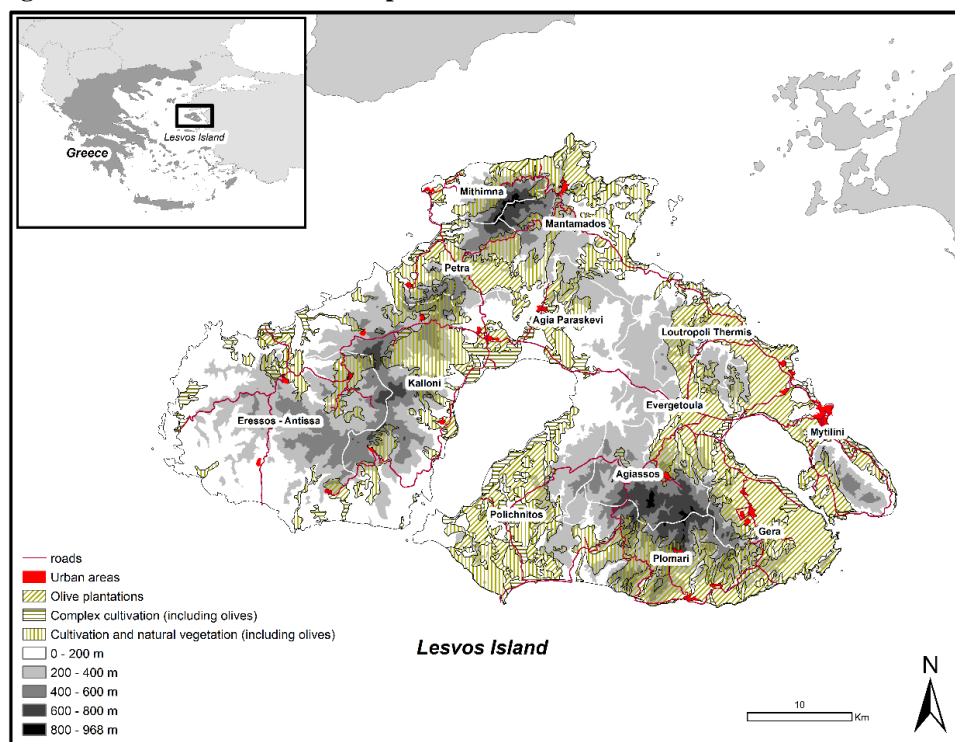 Greece
Lesvos Island
Mithimna
Mantamados
Petra
Agia Paraskevi
Loutropoli Thermis
Kalloni
Eressos - Antissa
Evergetoula
Mytilini
Agiassos
Polichnitos
Gera
Plomari
roads
Urban areas
Olive plantations
Complex cultivation (including olives)
Cultivation and natural vegetation (including olives)
0 - 200 m
200 - 400 m
400 - 600 m
600 - 800 m
800 - 968 m
Lesvos Island
10
Km
N